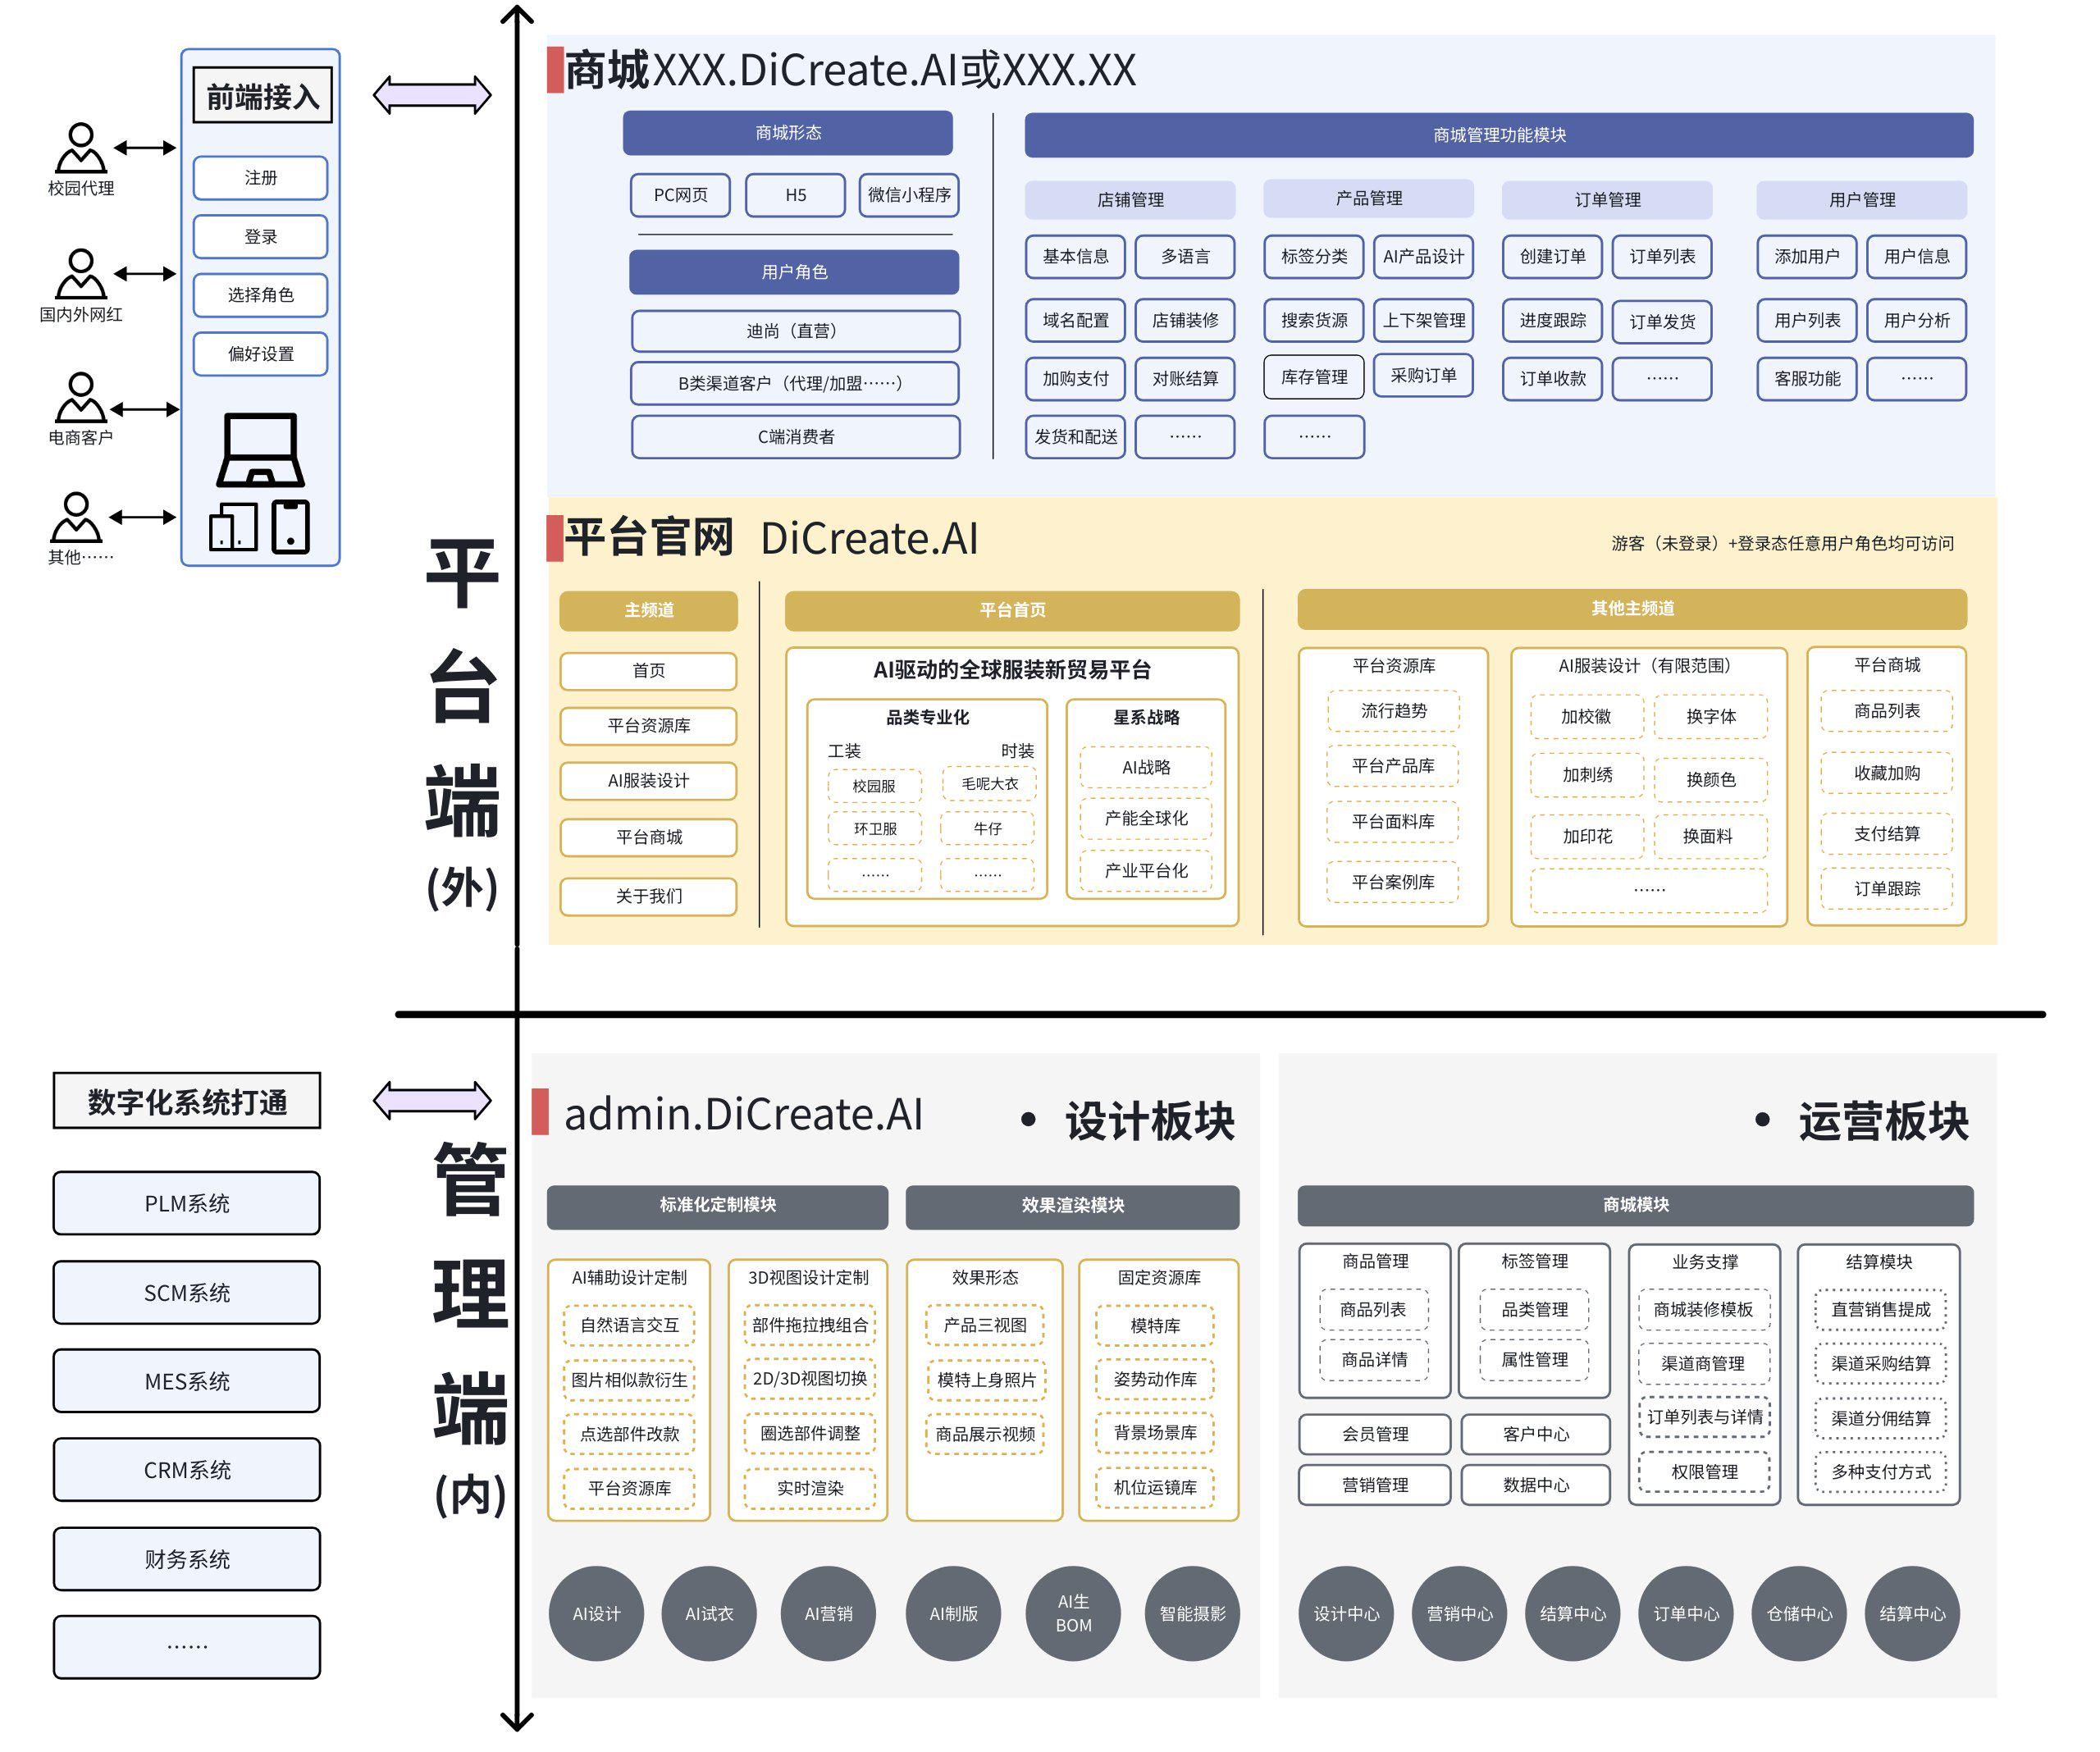 前端接入
注册
登录
选择角色
偏好设置
校园代理
国内外网红
电商客户
其他……
平台端
(外)
商城XXX.DiCreate.AI或XXX.XX
商城形态
PC网页
H5
微信小程序
用户角色
迪尚（直营）
B类渠道客户（代理/加盟……）
C端消费者
商城管理功能模块
店铺管理
基本信息
多语言
域名配置
店铺装修
加购支付
对账结算
发货和配送
……
产品管理
标签分类
AI产品设计
搜索货源
上下架管理
库存管理
采购订单
……
订单管理
创建订单
订单列表
进度跟踪
订单发货
订单收款
……
用户管理
添加用户
用户信息
用户列表
用户分析
客服功能
……
平台官网 DiCreate.AI
游客（未登录）+登录态任意用户角色均可访问
主频道
首页
平台资源库
AI服装设计
平台商城
关于我们
平台首页
AI驱动的全球服装新贸易平台
品类专业化
工装
时装
校园服
毛呢大衣
环卫服
牛仔
……
……
星系战略
AI战略
产能全球化
产业平台化
其他主频道
平台资源库
流行趋势
平台产品库
平台面料库
平台案例库
AI服装设计（有限范围）
加校徽
换字体
加刺绣
换颜色
加印花
换面料
……
平台商城
商品列表
收藏加购
支付结算
订单跟踪
数字化系统打通
PLM系统
SCM系统
MES系统
CRM系统
财务系统
……
管理端
(内)
admin.DiCreate.AI
• 设计板块
标准化定制模块
AI辅助设计定制
自然语言交互
图片相似款衍生
点选部件改款
平台资源库
3D视图设计定制
部件拖拉拽组合
2D/3D视图切换
圈选部件调整
实时渲染
效果渲染模块
效果形态
产品三视图
模特上身照片
商品展示视频
固定资源库
模特库
姿势动作库
背景场景库
机位运镜库
AI设计
AI试衣
AI营销
AI制版
AI生
BOM
智能摄影
• 运营板块
商城模块
商品管理
商品列表
商品详情
标签管理
品类管理
属性管理
会员管理
客户中心
营销管理
数据中心
业务支撑
商城装修模板
渠道商管理
订单列表与详情
权限管理
结算模块
直营销售提成
渠道采购结算
渠道分佣结算
多种支付方式
设计中心
营销中心
结算中心
订单中心
仓储中心
结算中心